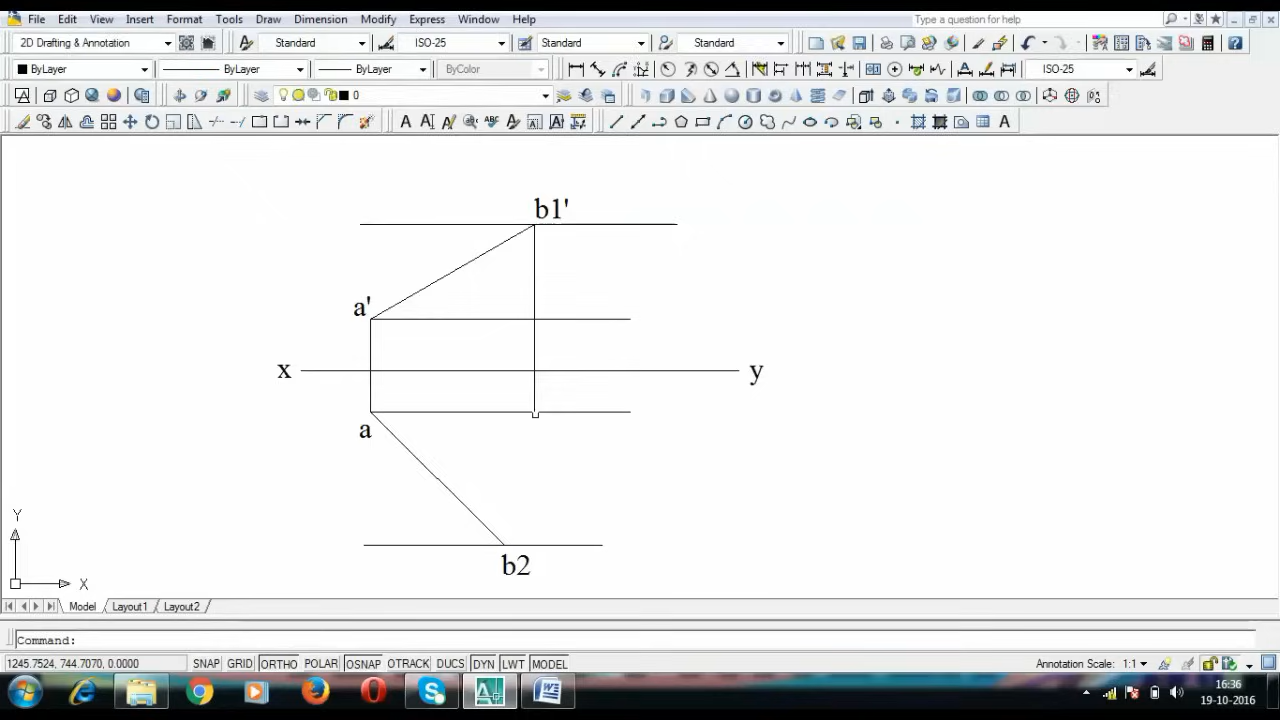 File Edit View Insert Format Tools Draw Dimension Modify Express Window Help Type a question for help
2D Drafting & Annotation Standard ISO-25 Standard Standard
ByLayer ByLayer ByLayer ByColor ISO-25
0
b1'
a'
x y
a
b2
Y
X
Model Layout1 Layout2
Command:
1245.7524, 744.7070, 0.0000 SNAP GRID ORTHO POLAR OSNAP OTRACK DUCS DYN LWT MODEL Annotation Scale: 1:1
16:36
19-10-2016